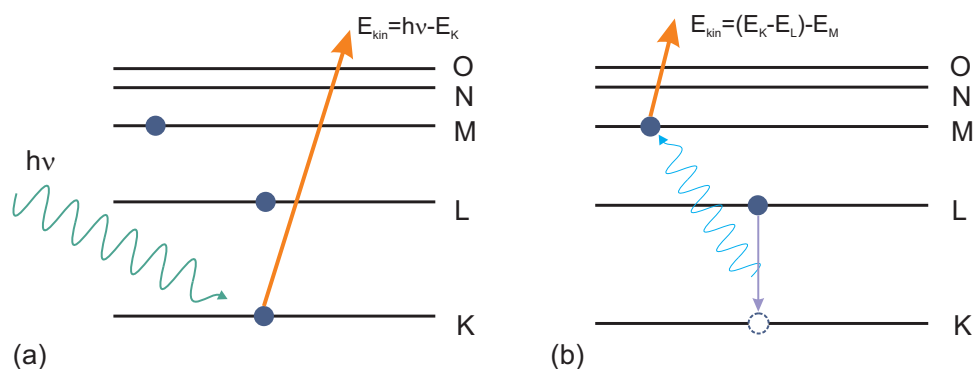 E_kin=hν-E_K
O
N
M
hν
L
K
(a)
E_kin=(E_K-E_L)-E_M
O
N
M
L
K
(b)